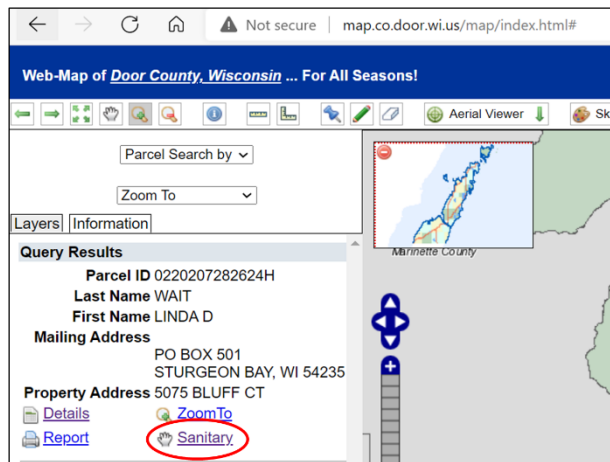 Not secure | map.co.door.wi.us/map/index.html#
Web-Map of Door County, Wisconsin ... For All Seasons!
Aerial Viewer Sk
Parcel Search by
Zoom To
Layers Information
Marinette County
Query Results
Parcel ID 0220207282624H
Last Name WAIT
First Name LINDA D
Mailing Address
PO BOX 501
STURGEON BAY, WI 54235
Property Address 5075 BLUFF CT
Details ZoomTo
Report Sanitary